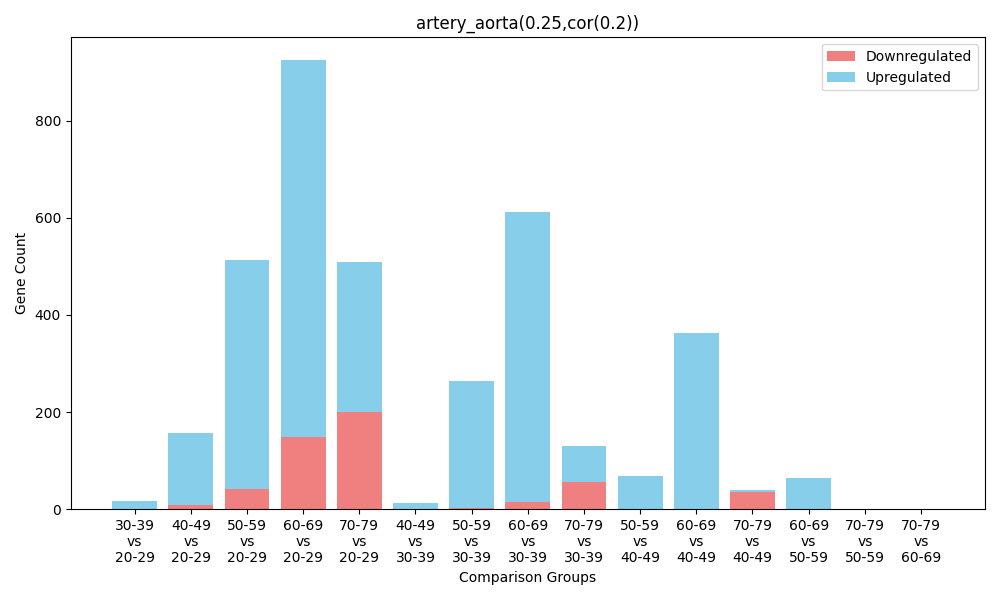 artery_aorta(0.25,cor(0.2))
Downregulated
Upregulated
Gene Count
800
600
400
200
0
30-39
vs
20-29
40-49
vs
20-29
50-59
vs
20-29
60-69
vs
20-29
70-79
vs
20-29
40-49
vs
30-39
50-59
vs
30-39
60-69
vs
30-39
70-79
vs
30-39
50-59
vs
40-49
60-69
vs
40-49
70-79
vs
40-49
60-69
vs
50-59
70-79
vs
50-59
70-79
vs
60-69
Comparison Groups